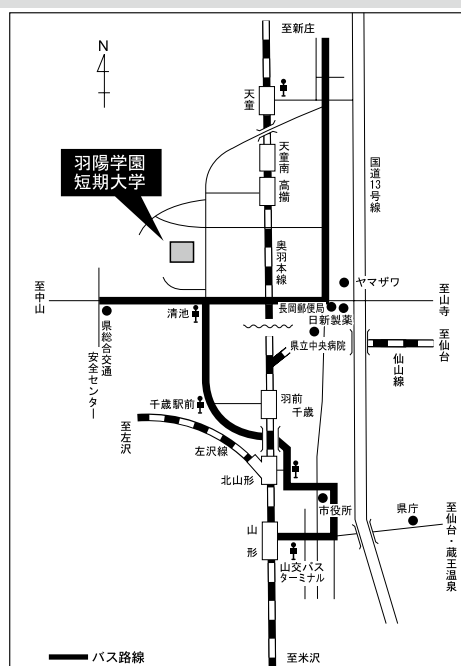 至新庄
N
天童
羽陽学園
短期大学
天童南
高擶
国道13号線
奥羽本線
ヤマザワ
至中山
至山寺
清池
長岡郵便局
日新製薬
県立中央病院
県総合交通
安全センター
至仙台
仙山線
千歳駅前
羽前
千歳
至左沢
左沢線
北山形
市役所
県庁
至仙台・蔵王温泉
山形
山交バス
ターミナル
バス路線
至米沢